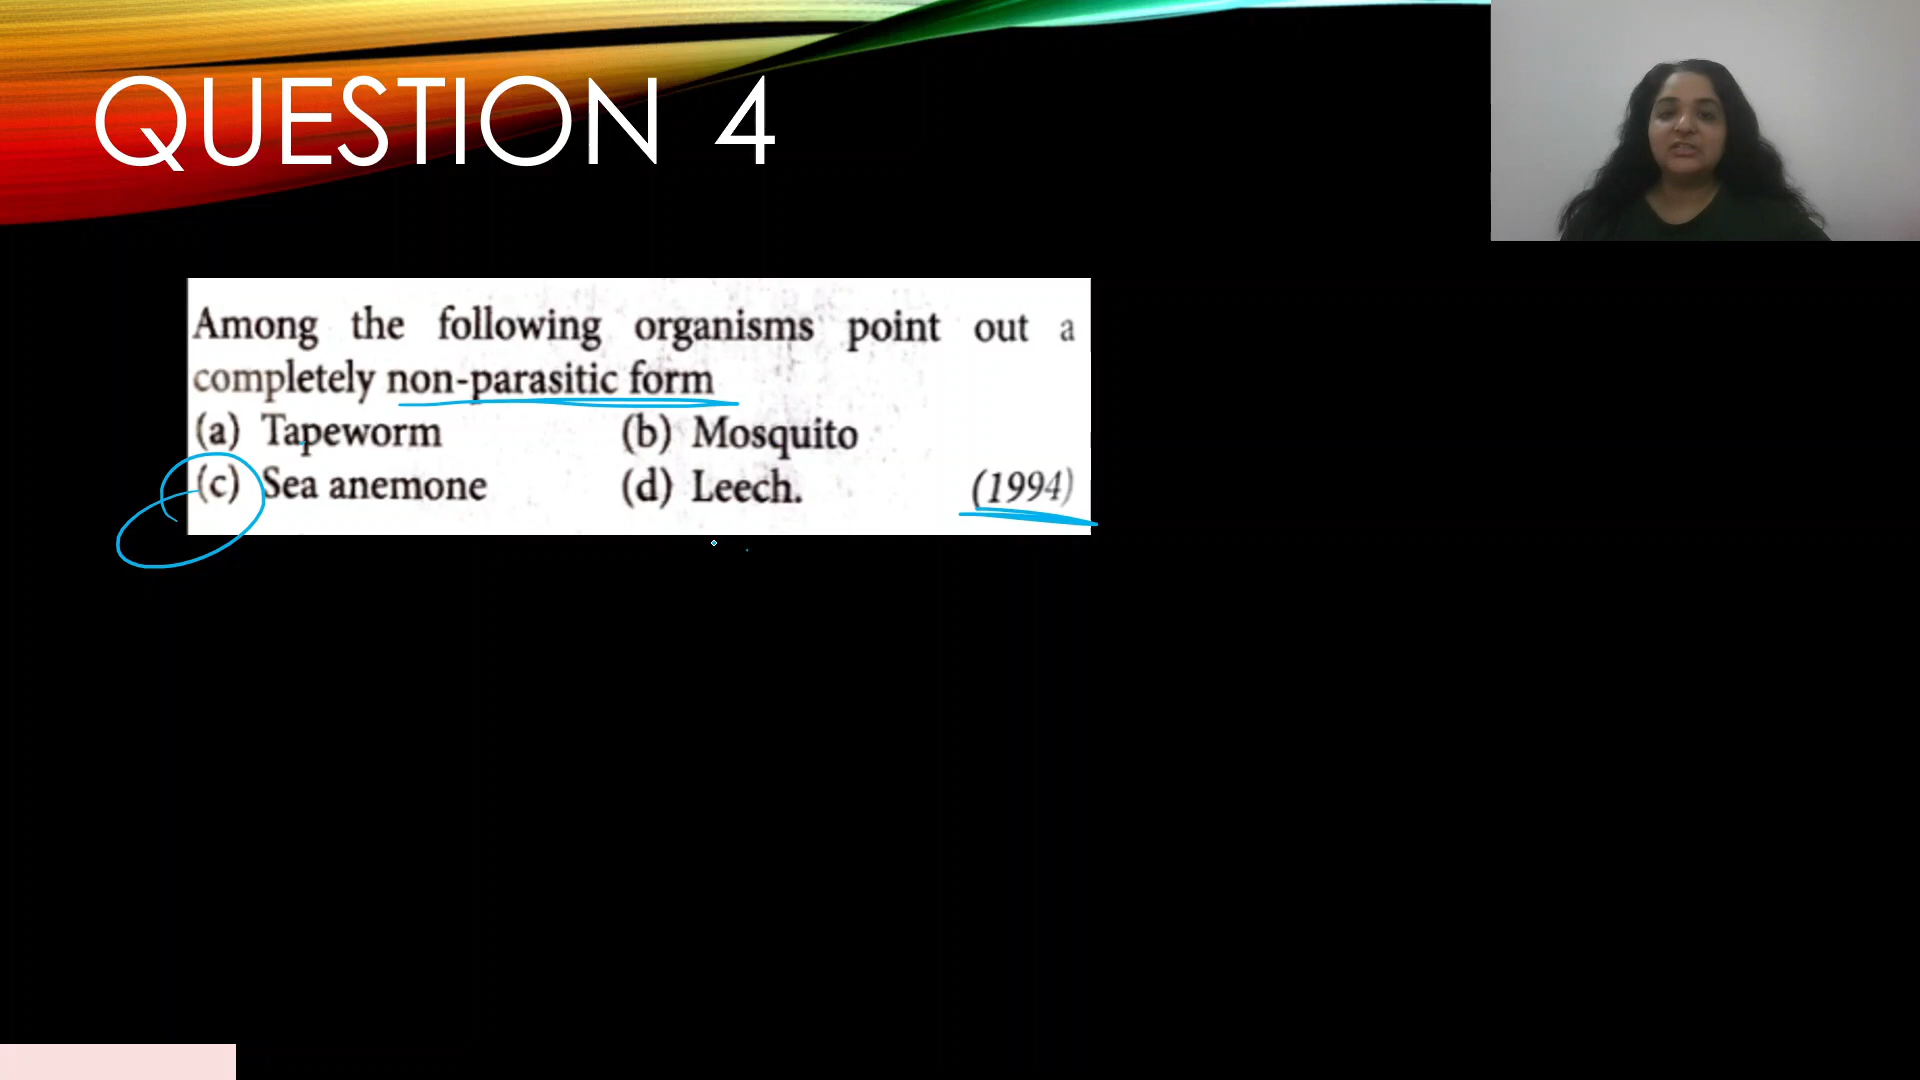 QUESTION 4
Among the following organisms point out a
completely non-parasitic form
(a) Tapeworm (b) Mosquito
(c) Sea anemone (d) Leech. (1994)